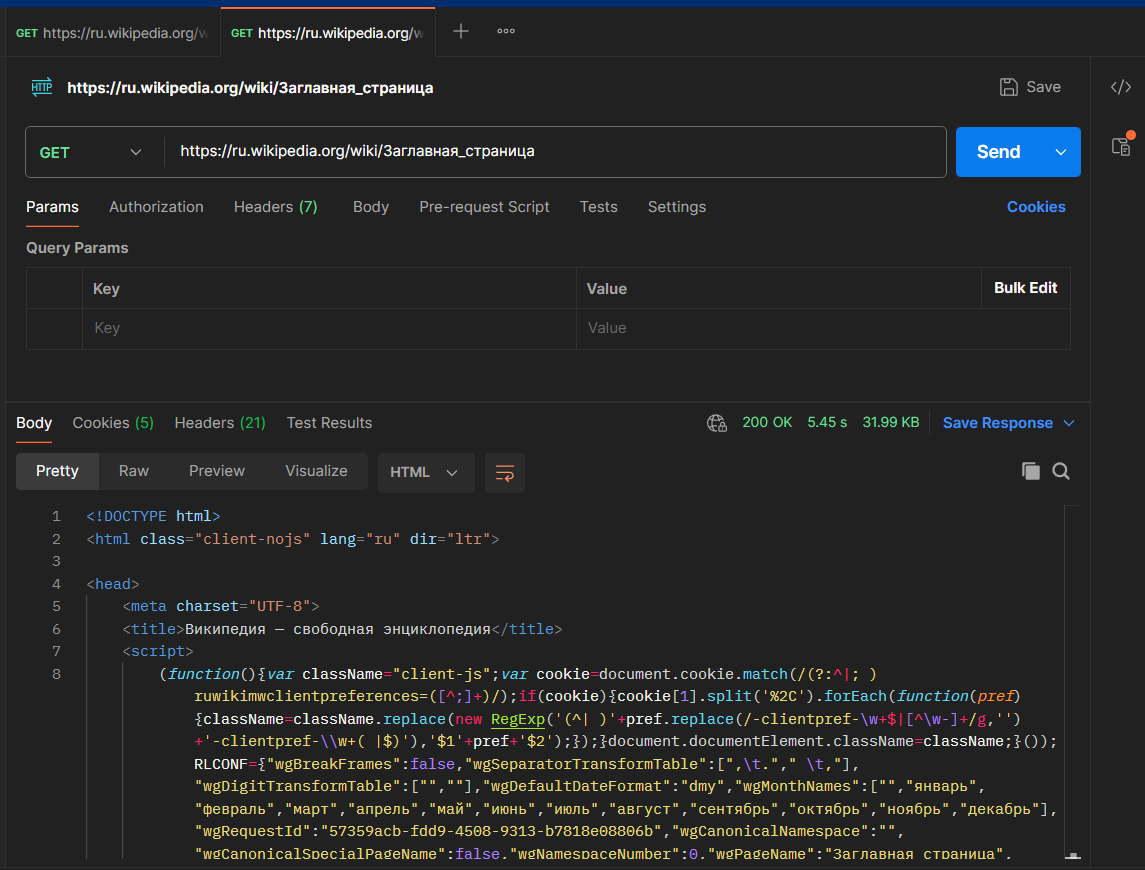 GET https://ru.wikipedia.org/w GET https://ru.wikipedia.org/w
HTTP https://ru.wikipedia.org/wiki/Заглавная_страница Save
GET https://ru.wikipedia.org/wiki/Заглавная_страница Send
Params Authorization Headers (7) Body Pre-request Script Tests Settings Cookies
Query Params
Key Value Bulk Edit
Key Value
Body Cookies (5) Headers (21) Test Results 200 OK 5.45 s 31.99 KB Save Response
Pretty Raw Preview Visualize HTML
1 <!DOCTYPE html>
2 <html class="client-nojs" lang="ru" dir="ltr">
3
4 <head>
5 <meta charset="UTF-8">
6 <title>Википедия — свободная энциклопедия</title>
7 <script>
8 (function(){var className="client-js";var cookie=document.cookie.match(/(?:^|; )
ruwikimwclientpreferences=([^;]+)/);if(cookie){cookie[1].split('%2C').forEach(function(pref)
{className=className.replace(new RegExp('(^| )'+pref.replace(/-clientpref-\w+$|[^\w-]+/g,'')
+'-clientpref-\\w+( |$)'),'$1'+pref+'$2');});}document.documentElement.className=className;}());
RLCONF={"wgBreakFrames":false,"wgSeparatorTransformTable":[",\t."," \t,"],
"wgDigitTransformTable":["",""],"wgDefaultDateFormat":"dmy","wgMonthNames":["","январь",
"февраль","март","апрель","май","июнь","июль","август","сентябрь","октябрь","ноябрь","декабрь"],
"wgRequestId":"57359acb-fdd9-4508-9313-b7818e08806b","wgCanonicalNamespace":"",
"wgCanonicalSpecialPageName":false,"wgNamespaceNumber":0,"wgPageName":"Заглавная_страница",